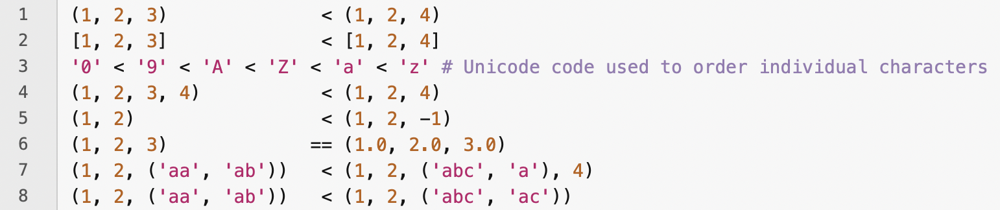 1 (1, 2, 3) < (1, 2, 4)
2 [1, 2, 3] < [1, 2, 4]
3 '0' < '9' < 'A' < 'Z' < 'a' < 'z' # Unicode code used to order individual characters
4 (1, 2, 3, 4) < (1, 2, 4)
5 (1, 2) < (1, 2, -1)
6 (1, 2, 3) == (1.0, 2.0, 3.0)
7 (1, 2, ('aa', 'ab')) < (1, 2, ('abc', 'a'), 4)
8 (1, 2, ('aa', 'ab')) < (1, 2, ('abc', 'ac'))